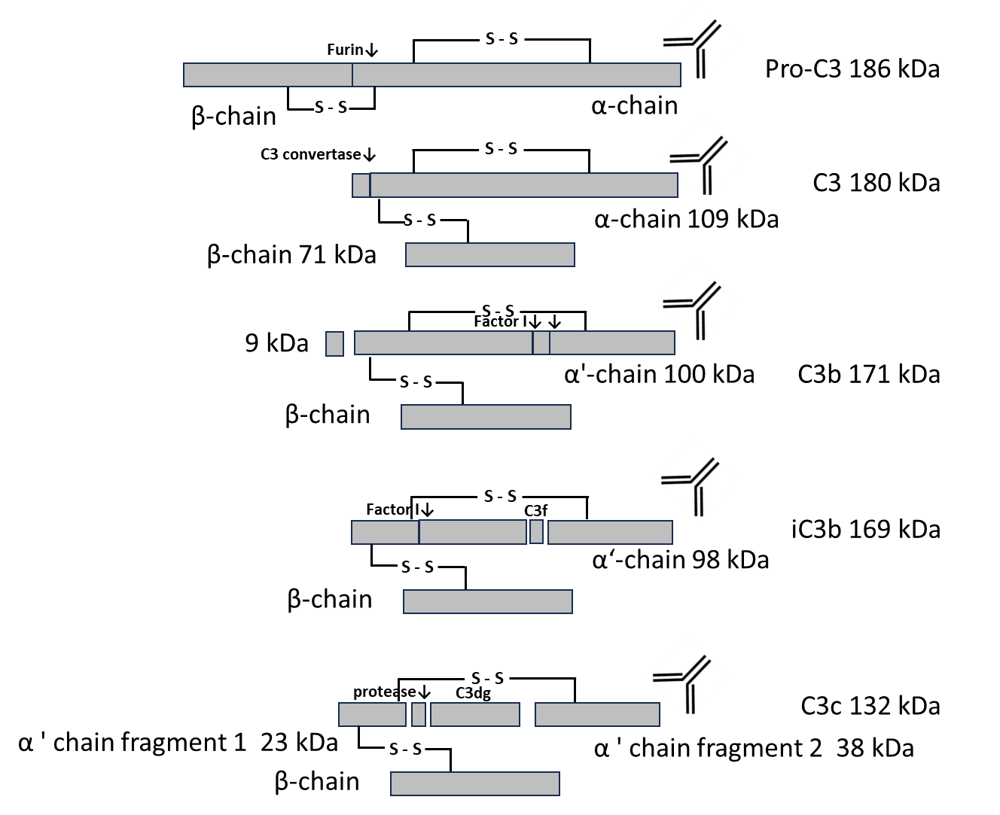 S - S
Furin↓
Pro-C3 186 kDa
S - S
β-chain
α-chain
C3 convertase↓
S - S
C3 180 kDa
S - S
α-chain 109 kDa
β-chain 71 kDa
S - S
Factor I↓ ↓
9 kDa
α'-chain 100 kDa
C3b 171 kDa
S - S
β-chain
S - S
Factor I↓
C3f
iC3b 169 kDa
α‘-chain 98 kDa
S - S
β-chain
S - S
protease↓
C3dg
C3c 132 kDa
α ' chain fragment 1 23 kDa
S - S
α ' chain fragment 2 38 kDa
β-chain